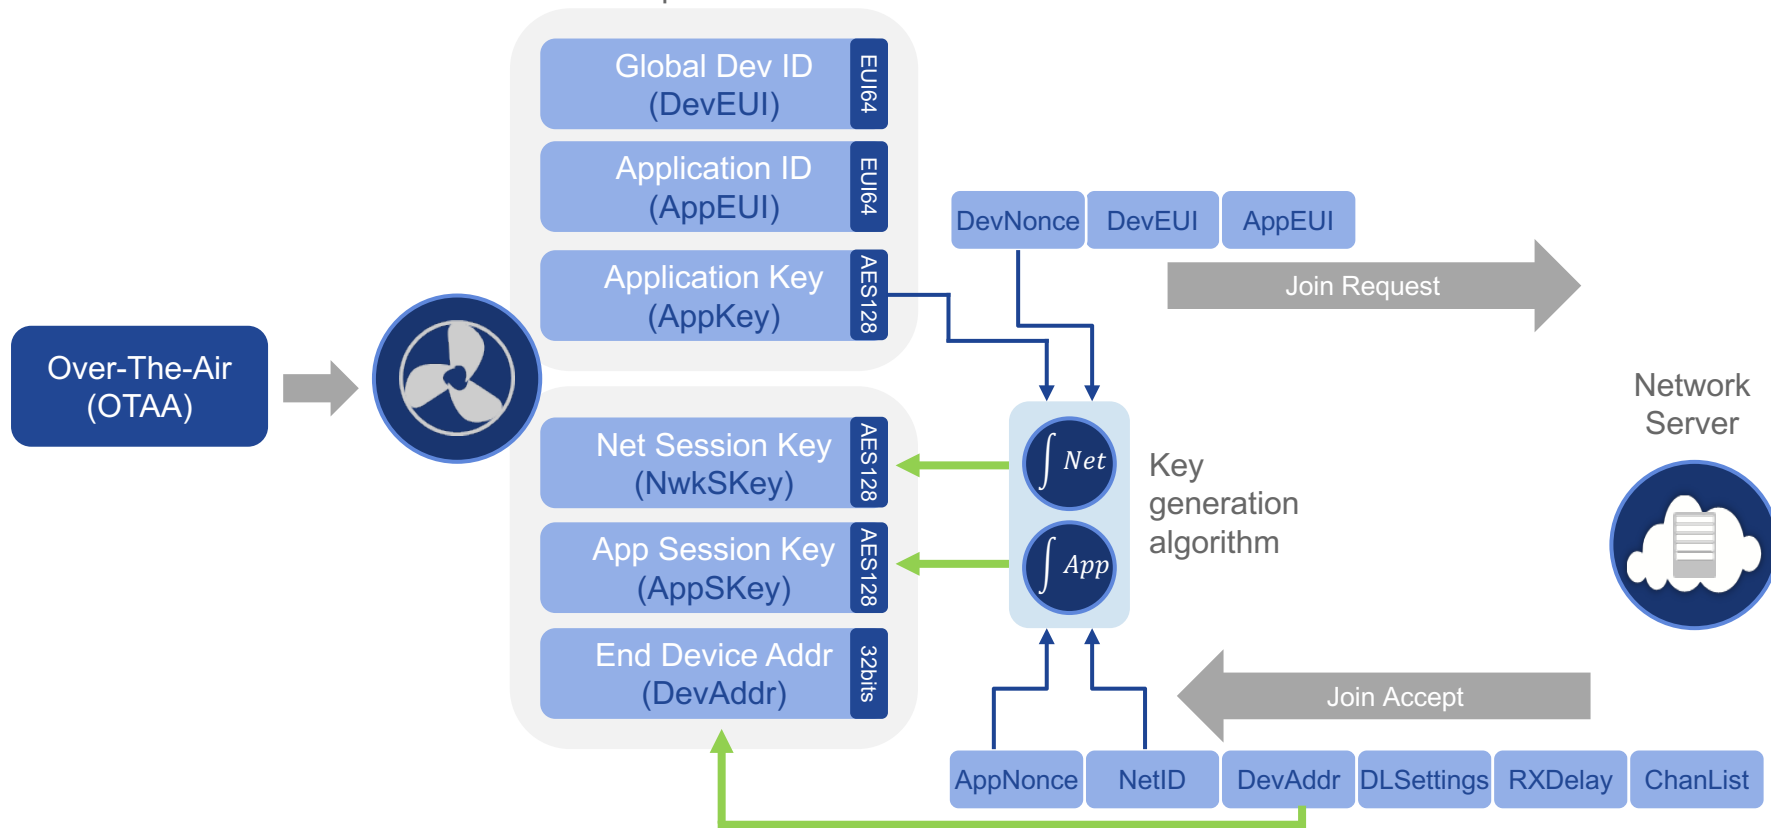 Global Dev ID
(DevEUI)
EUI64
Application ID
(AppEUI)
EUI64
Application Key
(AppKey)
AES128
DevNonce
DevEUI
AppEUI
Join Request
Over-The-Air
(OTAA)
Network
Server
Net Session Key
(NwkSKey)
AES128
App Session Key
(AppSKey)
AES128
End Device Addr
(DevAddr)
32bits
∫ Net
∫ App
Key
generation
algorithm
Join Accept
AppNonce
NetID
DevAddr
DLSettings
RXDelay
ChanList